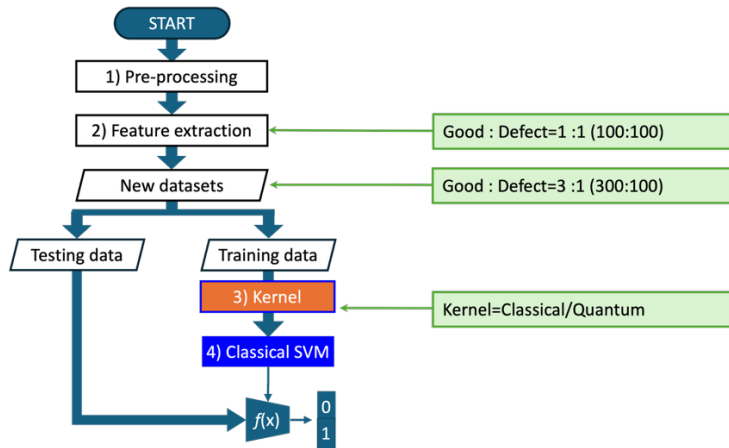 START
1) Pre-processing
2) Feature extraction
Good : Defect=1 :1 (100:100)
New datasets
Good : Defect=3 :1 (300:100)
Testing data
Training data
3) Kernel
Kernel=Classical/Quantum
4) Classical SVM
f(x)
0
1